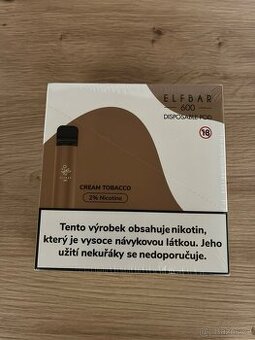 ELFBAR
600
DISPOSABLE POD
18
CREAM TOBACCO
2% Nicotine
Tento výrobek obsahuje nikotin,
který je vysoce návykovou látkou. Jeho
užití nekuřáky se nedoporučuje.